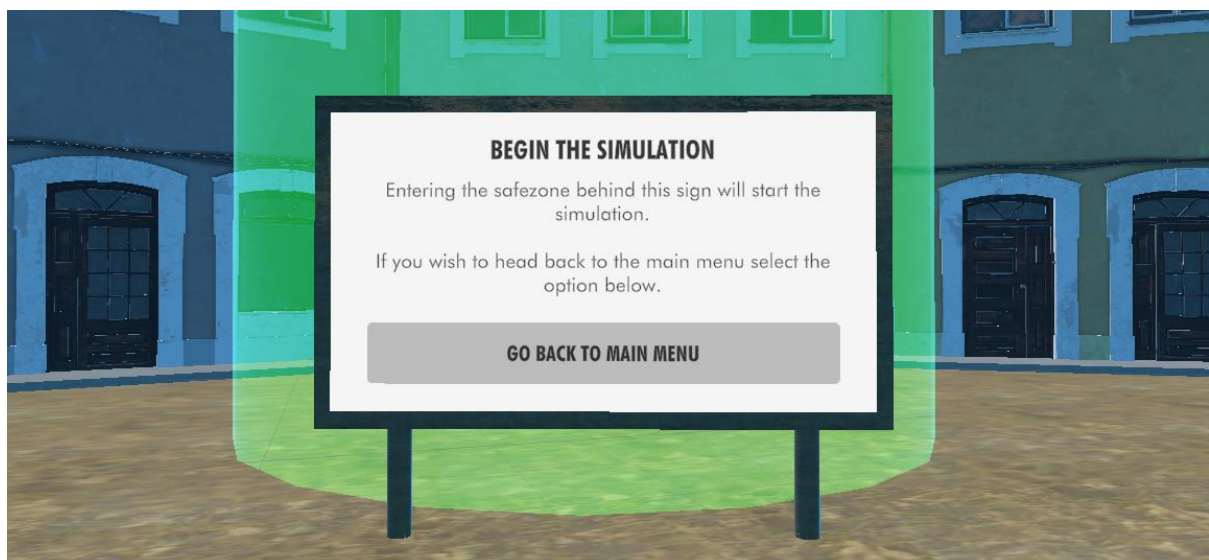 BEGIN THE SIMULATION
Entering the safezone behind this sign will start the
simulation.
If you wish to head back to the main menu select the
option below.
GO BACK TO MAIN MENU